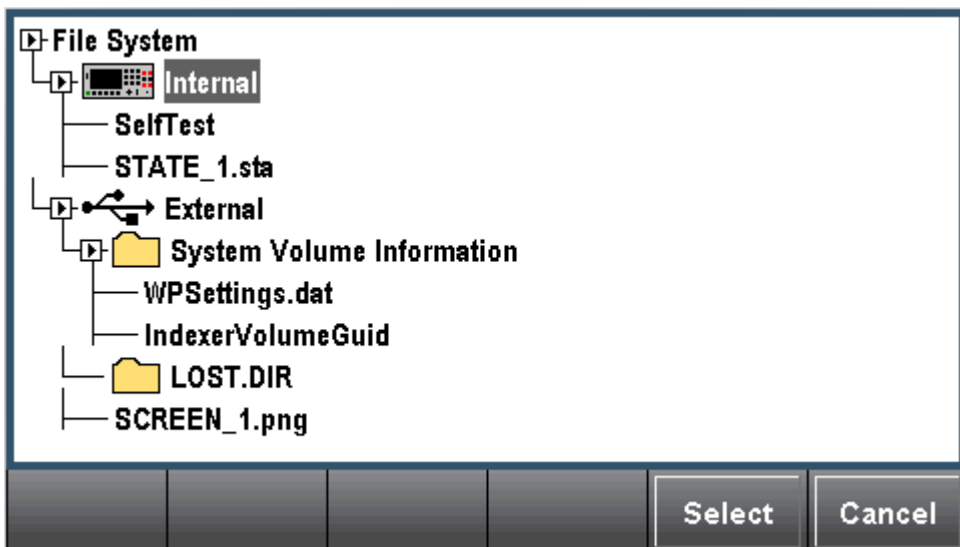 File System
Internal
SelfTest
STATE_1.sta
External
System Volume Information
WPSettings.dat
IndexerVolumeGuid
LOST.DIR
SCREEN_1.png
Select Cancel